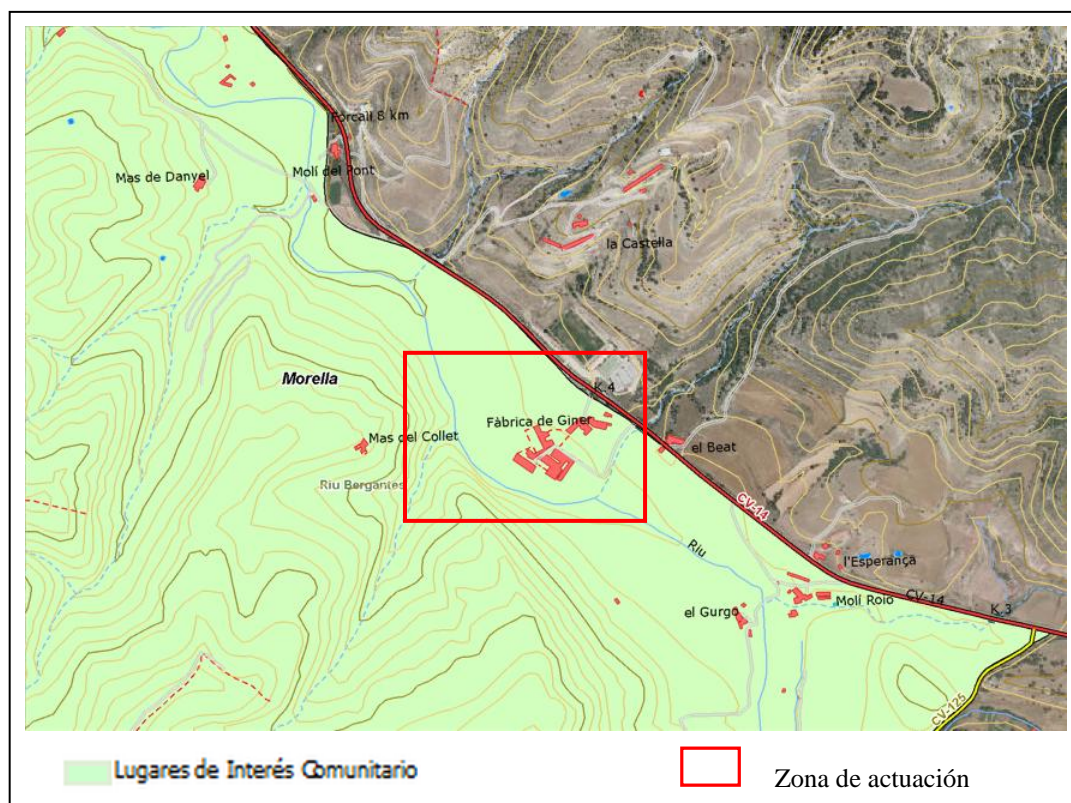 Forcall 8 km
Mas de Danyel
Molí del Pont
la Castella
Morella
K.4
Fàbrica de Giner
Mas del Collet
el Beat
Riu Bergantes
CV-14
Riu
l'Esperança
el Gurgo
Molí Roio
CV-14
K.3
CV-125
Lugares de Interés Comunitario
Zona de actuación